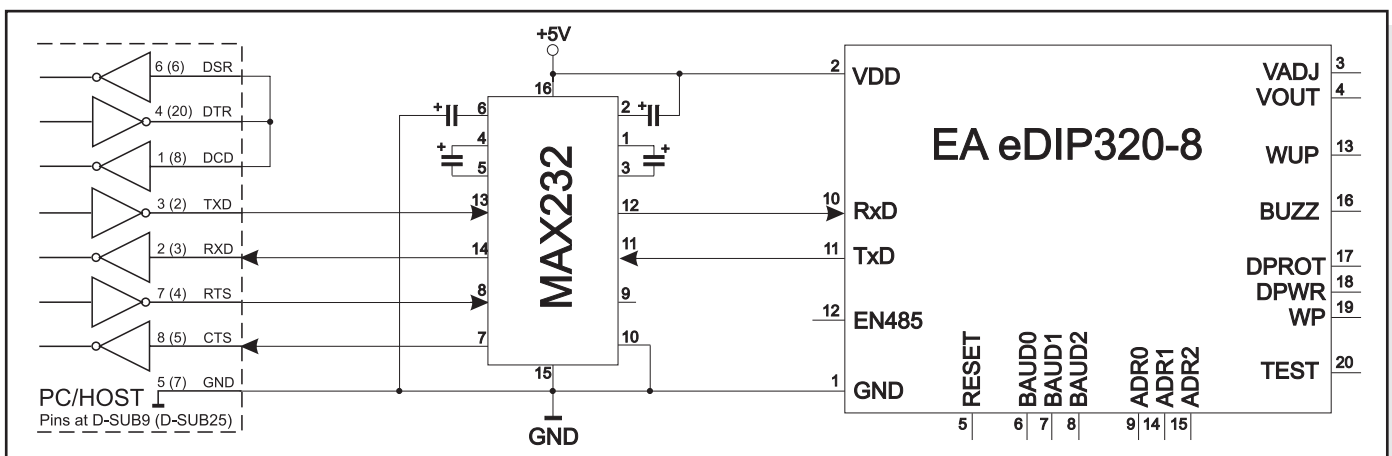 +5V
6 (6) DSR
4 (20) DTR
1 (8) DCD
3 (2) TXD
2 (3) RXD
7 (4) RTS
8 (5) CTS
5 (7) GND
PC/HOST
Pins at D-SUB9 (D-SUB25)
MAX232
16
6
+
4
+
5
13
14
8
7
15
2
+
1
+
3
12
11
9
10
GND
EA eDIP320-8
2 VDD
10 RxD
11 TxD
12 EN485
1 GND
RESET
5
BAUD0
6
BAUD1
7
BAUD2
8
ADR0
9
ADR1
14
ADR2
15
VADJ 3
VOUT 4
WUP 13
BUZZ 16
DPROT 17
DPWR 18
WP 19
TEST 20